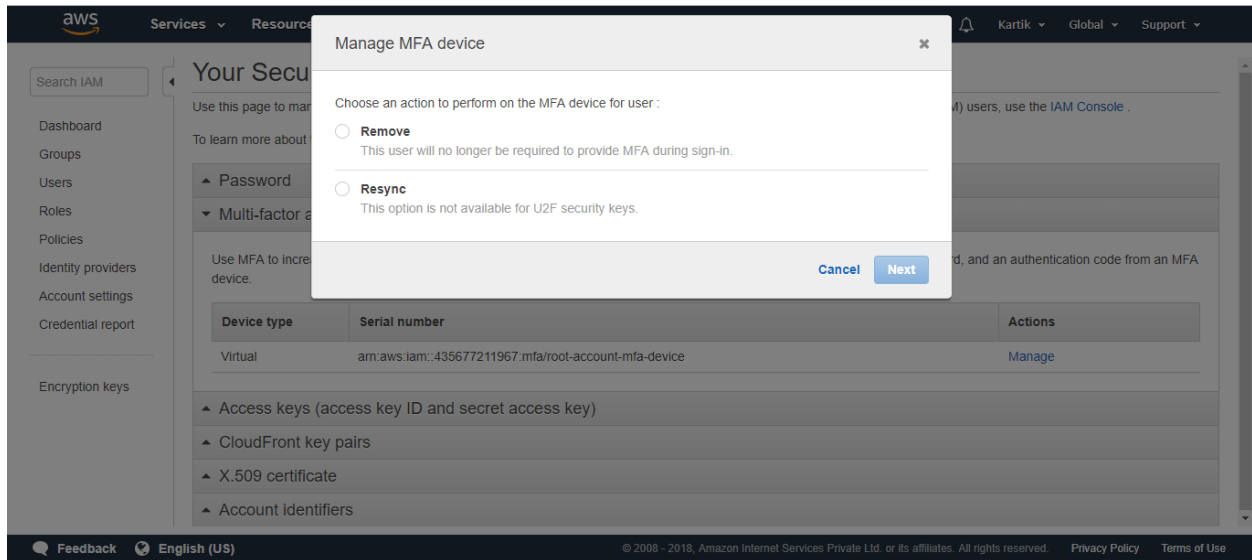 aws Services Resource Kartik Global Support
Manage MFA device
Choose an action to perform on the MFA device for user :
Remove
This user will no longer be required to provide MFA during sign-in.
Resync
This option is not available for U2F security keys.
Cancel Next
Search IAM
Dashboard
Groups
Users
Roles
Policies
Identity providers
Account settings
Credential report
Encryption keys
Your Secu
Use this page to mar M) users, use the IAM Console .
To learn more about
Password
Multi-factor a
Use MFA to incre rd, and an authentication code from an MFA
device.
Device type Serial number Actions
Virtual arn:aws:iam::435677211967:mfa/root-account-mfa-device Manage
Access keys (access key ID and secret access key)
CloudFront key pairs
X.509 certificate
Account identifiers
Feedback English (US) © 2008 - 2018, Amazon Internet Services Private Ltd. or its affiliates. All rights reserved. Privacy Policy Terms of Use